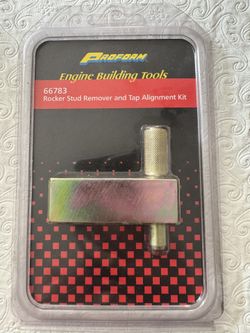 PROFORM
Engine Building Tools
66783
Rocker Stud Remover and Tap Alignment Kit